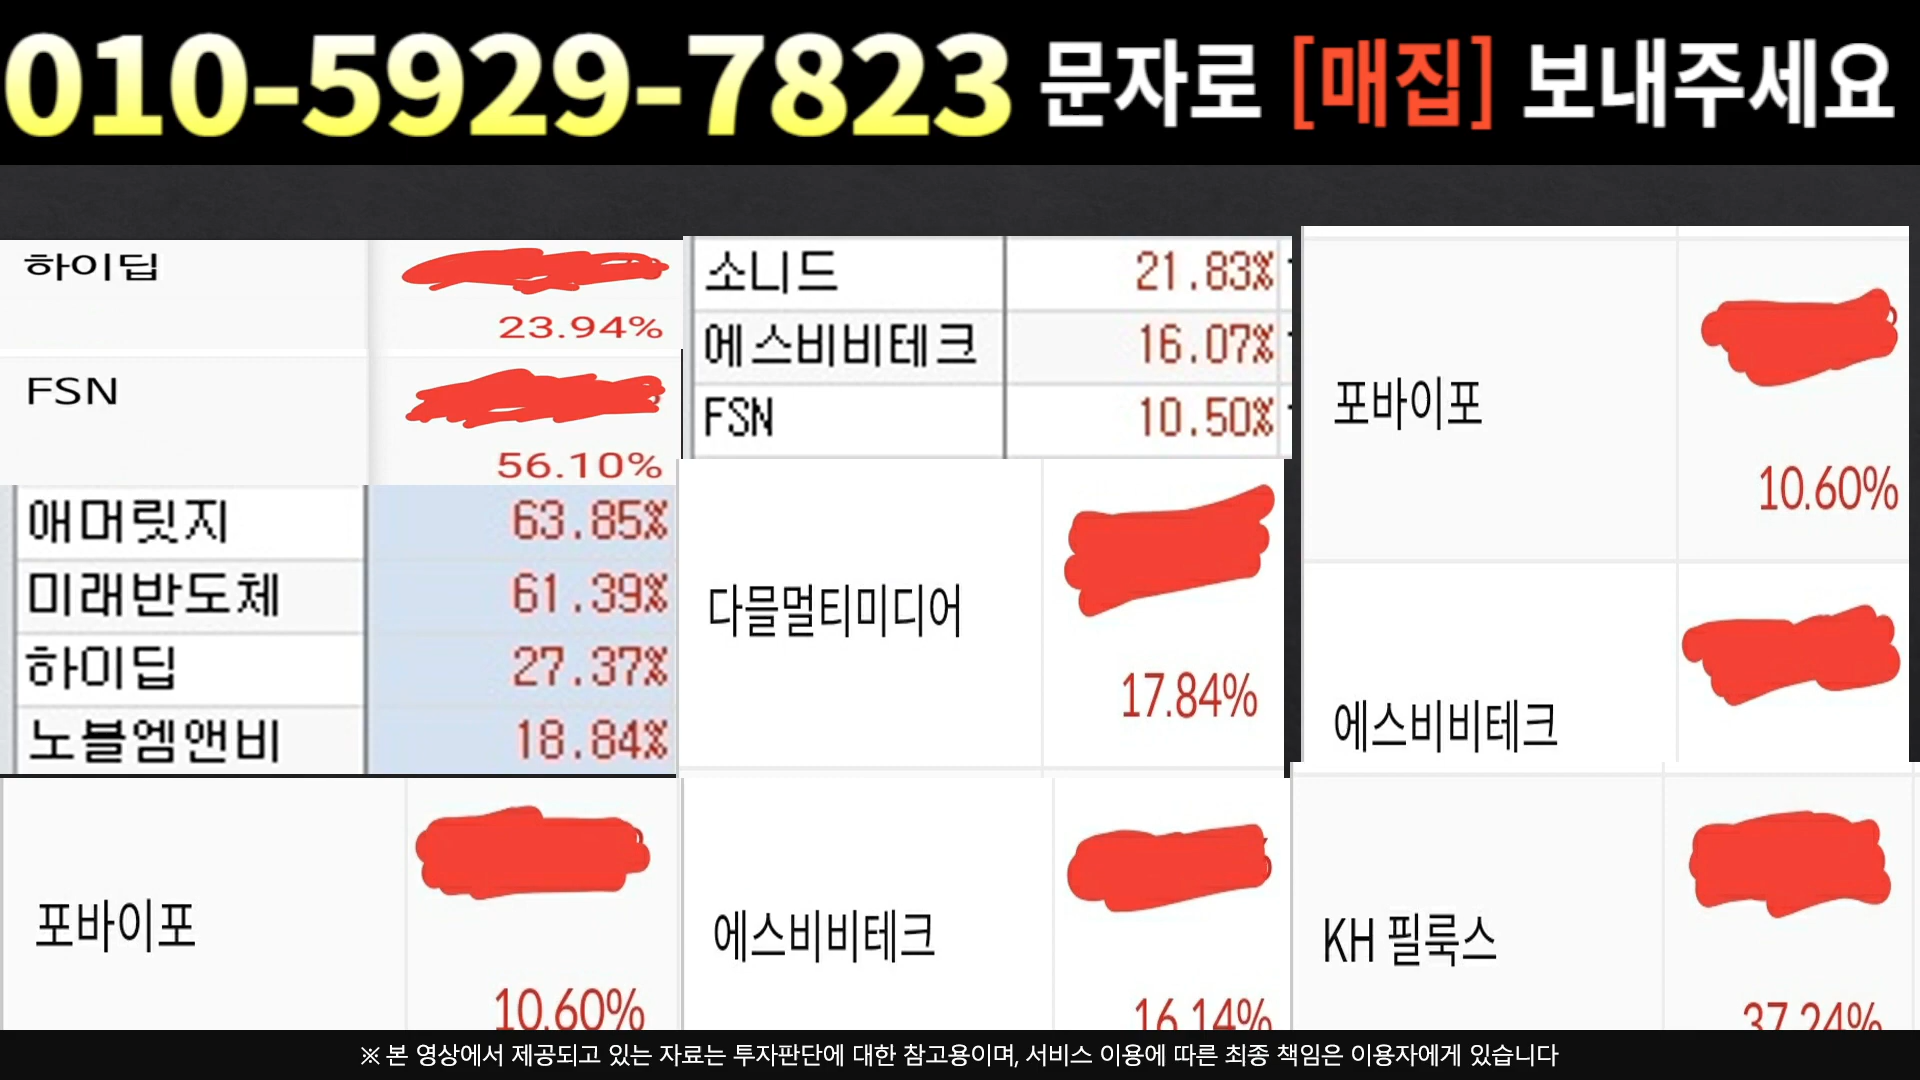 010-5929-7823 문자로 [매집] 보내주세요
하이딥
23.94%
FSN
56.10%
애머릿지 63.85%
미래반도체 61.39%
하이딥 27.37%
노블엠앤비 18.84%
소니드 21.83%
에스비비테크 16.07%
FSN 10.50%
다믈멀티미디어
17.84%
포바이포
10.60%
에스비비테크
포바이포
10.60%
에스비비테크
16.14%
KH 필룩스
37.24%
※ 본 영상에서 제공되고 있는 자료는 투자판단에 대한 참고용이며, 서비스 이용에 따른 최종 책임은 이용자에게 있습니다